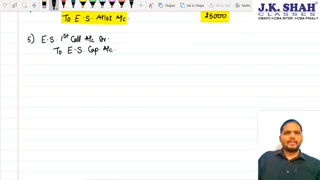 To E.S. Allot A/c
25000
J.K. SHAH®
CLASSES
5) E.S. 1st Call A/c Dr.
To E.S. Cap. A/c.